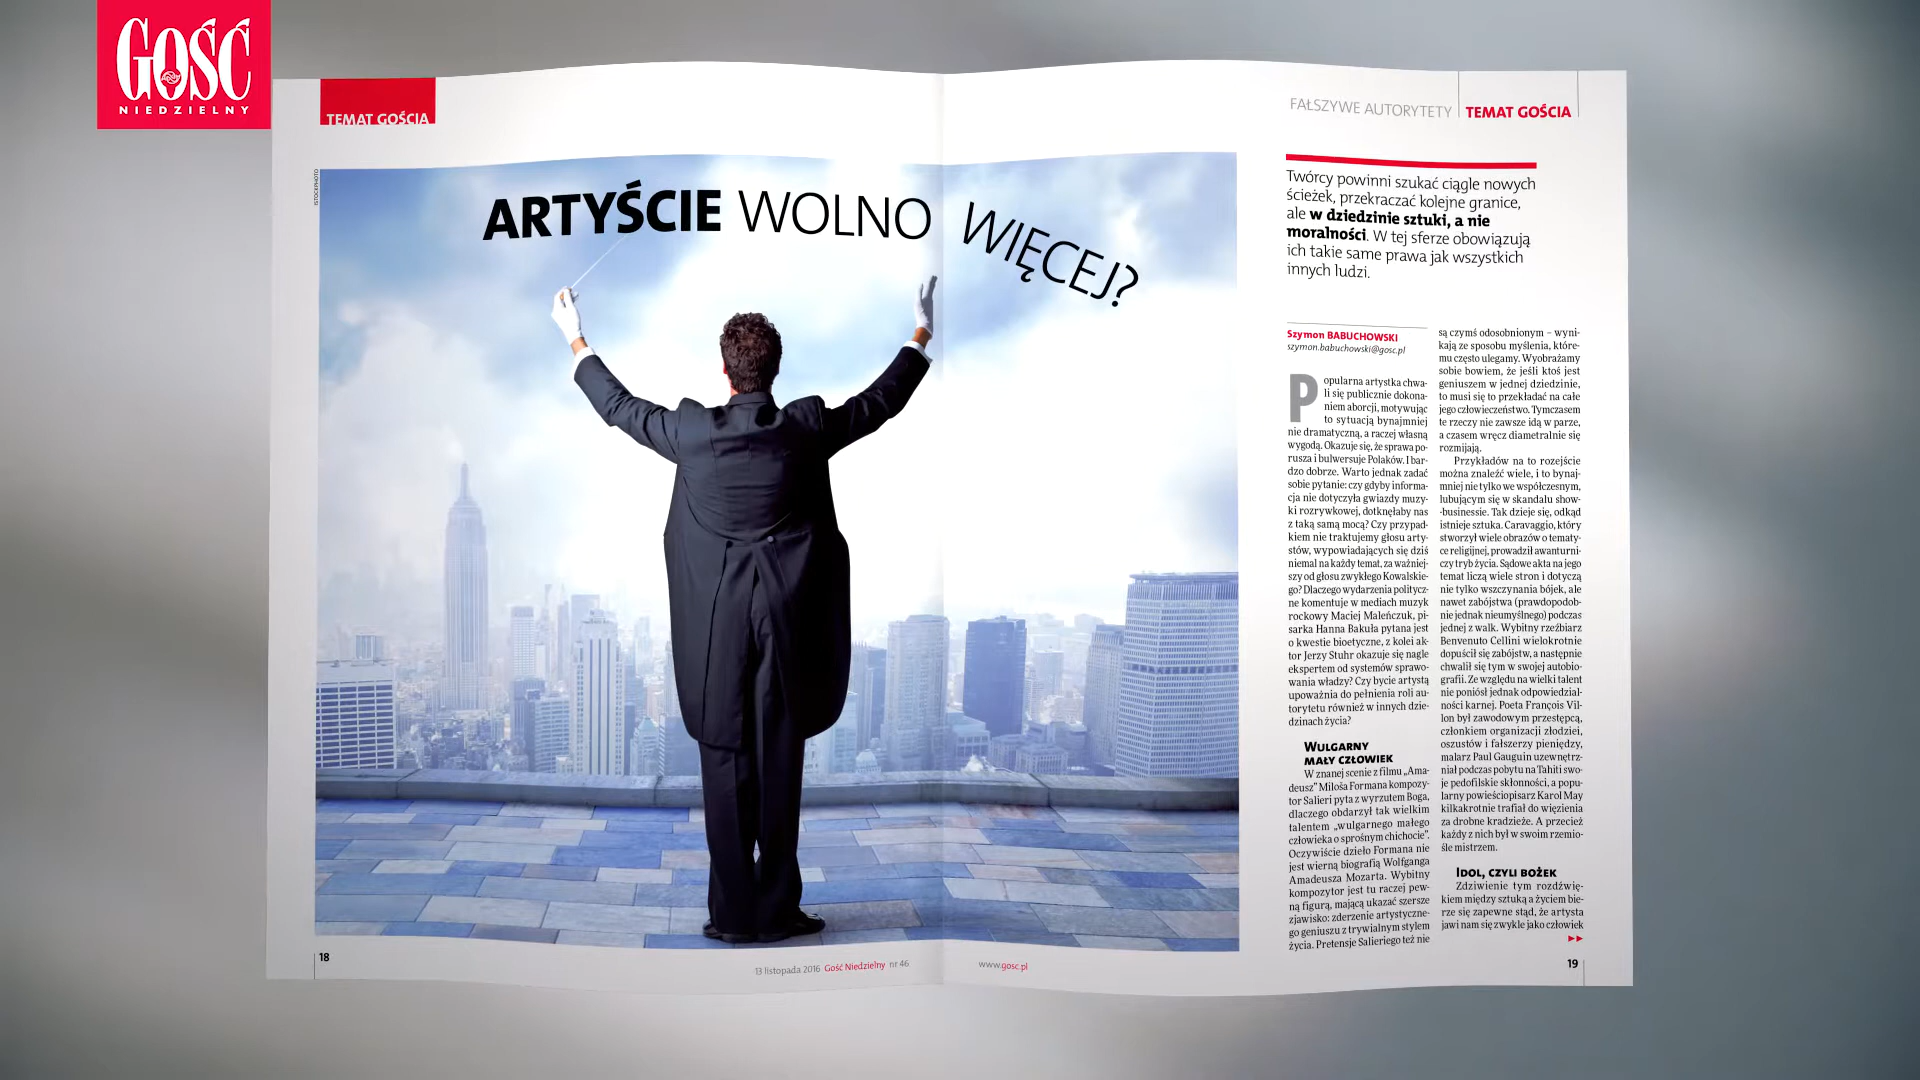 GOŚĆ
NIEDZIELNY
TEMAT GOŚCIA
FAŁSZYWE AUTORYTETY TEMAT GOŚCIA
ISTOCKPHOTO
ARTYŚCIE WOLNO WIĘCEJ?
Twórcy powinni szukać ciągle nowych
ścieżek, przekraczać kolejne granice,
ale w dziedzinie sztuki, a nie
moralności. W tej sferze obowiązują
ich takie same prawa jak wszystkich
innych ludzi.
Szymon BABUCHOWSKI
szymon.babuchowski@gosc.pl
Popularna artystka chwa-
li się publicznie dokona-
niem aborcji, motywując
to sytuacją bynajmniej
nie dramatyczną, a raczej własną
wygodą. Okazuje się, że sprawa po-
rusza i bulwersuje Polaków. I bar-
dzo dobrze. Warto jednak zadać
sobie pytanie: czy gdyby informa-
cja nie dotyczyła gwiazdy muzy-
ki rozrywkowej, dotknęłaby nas
z taką samą mocą? Czy przypad-
kiem nie traktujemy głosu arty-
stów, wypowiadających się dziś
niemal na każdy temat, za ważniej-
szy od głosu zwykłego Kowalskie-
go? Dlaczego wydarzenia politycz-
ne komentuje w mediach muzyk
rockowy Maciej Maleńczuk, pi-
sarka Hanna Bakuła pytana jest
o kwestie bioetyczne, z kolei ak-
tor Jerzy Stuhr okazuje się nagle
ekspertem od systemów sprawo-
wania władzy? Czy bycie artystą
upoważnia do pełnienia roli au-
torytetu również w innych dzie-
dzinach życia?
WULGARNY
MAŁY CZŁOWIEK
W znanej scenie z filmu „Ama-
deusz” Miloša Formana kompozy-
tor Salieri pyta z wyrzutem Boga,
dlaczego obdarzył tak wielkim
talentem „wulgarnego małego
człowieka o sprośnym chichocie”.
Oczywiście dzieło Formana nie
jest wierną biografią Wolfganga
Amadeusza Mozarta. Wybitny
kompozytor jest tu raczej pew-
ną figurą, mającą ukazać szersze
zjawisko: zderzenie artystyczne-
go geniuszu z trywialnym stylem
życia. Pretensje Salieriego też nie
są czymś odosobnionym – wyni-
kają ze sposobu myślenia, które-
mu często ulegamy. Wyobrażamy
sobie bowiem, że jeśli ktoś jest
geniuszem w jednej dziedzinie,
to musi się to przekładać na całe
jego człowieczeństwo. Tymczasem
te rzeczy nie zawsze idą w parze,
a czasem wręcz diametralnie się
rozmijają.
Przykładów na to rozejście
można znaleźć wiele, i to bynaj-
mniej nie tylko we współczesnym,
lubującym się w skandalu show-
-businessie. Tak dzieje się, odkąd
istnieje sztuka. Caravaggio, który
stworzył wiele obrazów o tematy-
ce religijnej, prowadził awanturni-
czy tryb życia. Sądowe akta na jego
temat liczą wiele stron i dotyczą
nie tylko wszczynania bójek, ale
nawet zabójstwa (prawdopodob-
nie jednak nieumyślnego) podczas
jednej z walk. Wybitny rzeźbiarz
Benvenuto Cellini wielokrotnie
dopuścił się zabójstw, a następnie
chwalił się tym w swojej autobio-
grafii. Ze względu na wielki talent
nie poniósł jednak odpowiedzial-
ności karnej. Poeta François Vil-
lon był zawodowym przestępcą,
członkiem organizacji złodziei,
oszustów i fałszerzy pieniędzy,
malarz Paul Gauguin uzewnętrz-
niał podczas pobytu na Tahiti swo-
je pedofilskie skłonności, a popu-
larny powieściopisarz Karol May
kilkakrotnie trafiał do więzienia
za drobne kradzieże. A przecież
każdy z nich był w swoim rzemio-
śle mistrzem.
IDOL, CZYLI BOŻEK
Zdziwienie tym rozdźwię-
kiem między sztuką a życiem bie-
rze się zapewne stąd, że artysta
jawi nam się zwykle jako człowiek
18
13 listopada 2016 Gość Niedzielny nr 46
www.gosc.pl
19